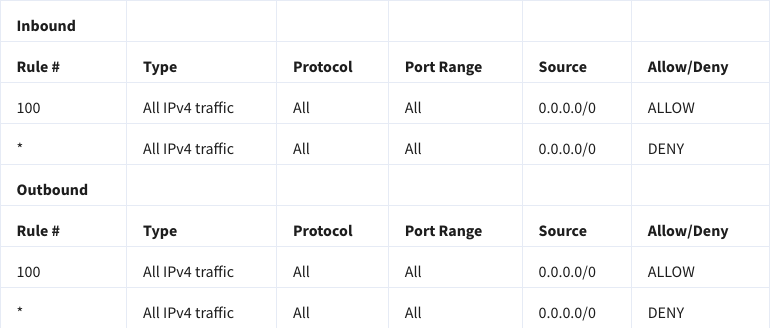 Inbound
Rule # Type Protocol Port Range Source Allow/Deny
100 All IPv4 traffic All All 0.0.0.0/0 ALLOW
* All IPv4 traffic All All 0.0.0.0/0 DENY
Outbound
Rule # Type Protocol Port Range Source Allow/Deny
100 All IPv4 traffic All All 0.0.0.0/0 ALLOW
* All IPv4 traffic All All 0.0.0.0/0 DENY